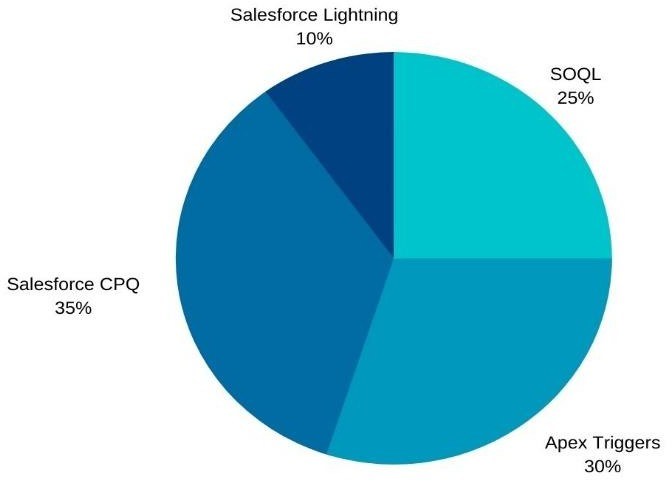 Salesforce Lightning
10%
SOQL
25%
Salesforce CPQ
35%
Apex Triggers
30%